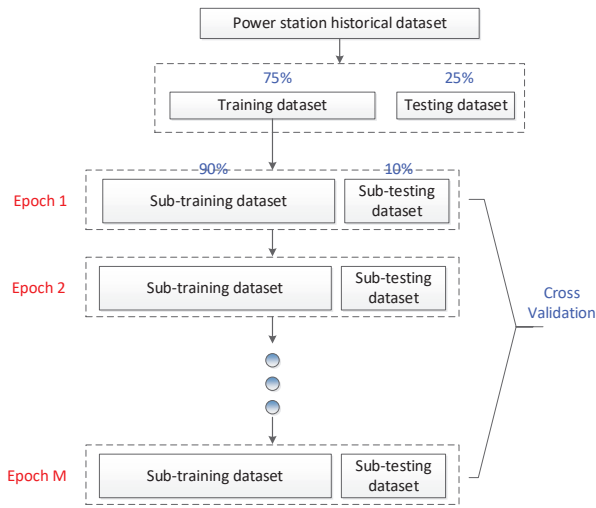 Power station historical dataset
75%
25%
Training dataset
Testing dataset
90%
10%
Epoch 1
Sub-training dataset
Sub-testing
dataset
Epoch 2
Sub-training dataset
Sub-testing
dataset
Cross
Validation
Epoch M
Sub-training dataset
Sub-testing
dataset